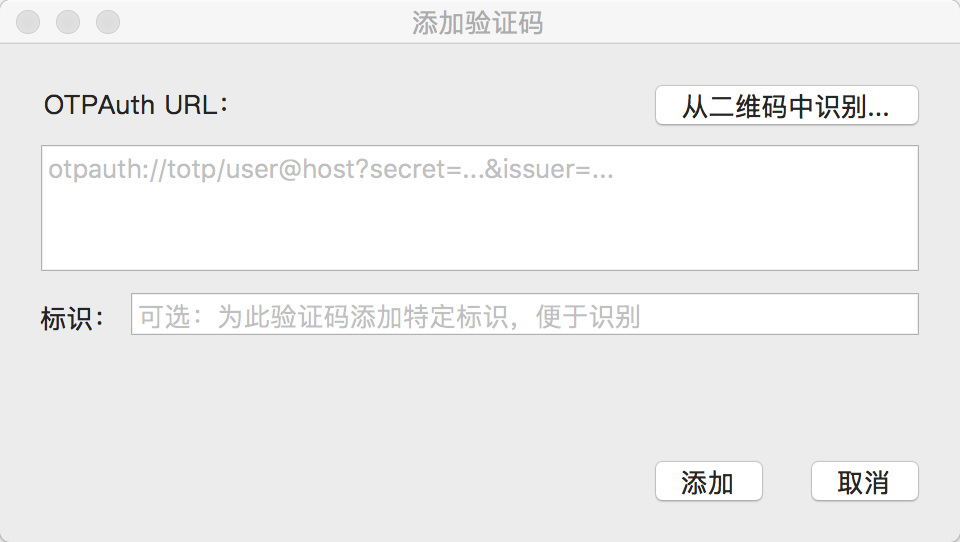 添加验证码
OTPAuth URL:
从二维码中识别...
otpauth://totp/user@host?secret=...&issuer=...
标识：
可选：为此验证码添加特定标识，便于识别
添加
取消